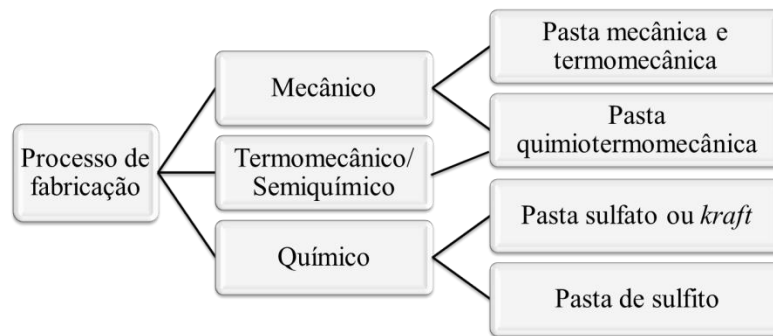 Processo de
fabricação
Mecânico
Termomecânico/
Semiquímico
Químico
Pasta mecânica e
termomecânica
Pasta
quimiotermomecânica
Pasta sulfato ou kraft
Pasta de sulfito